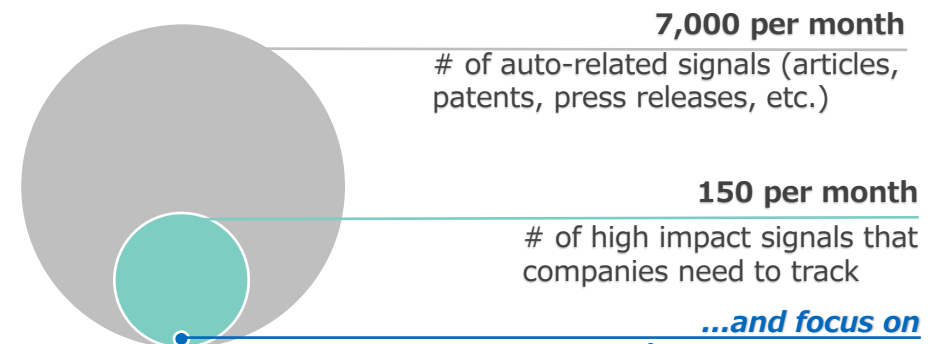 7,000 per month
# of auto-related signals (articles,
patents, press releases, etc.)
150 per month
# of high impact signals that
companies need to track
...and focus on